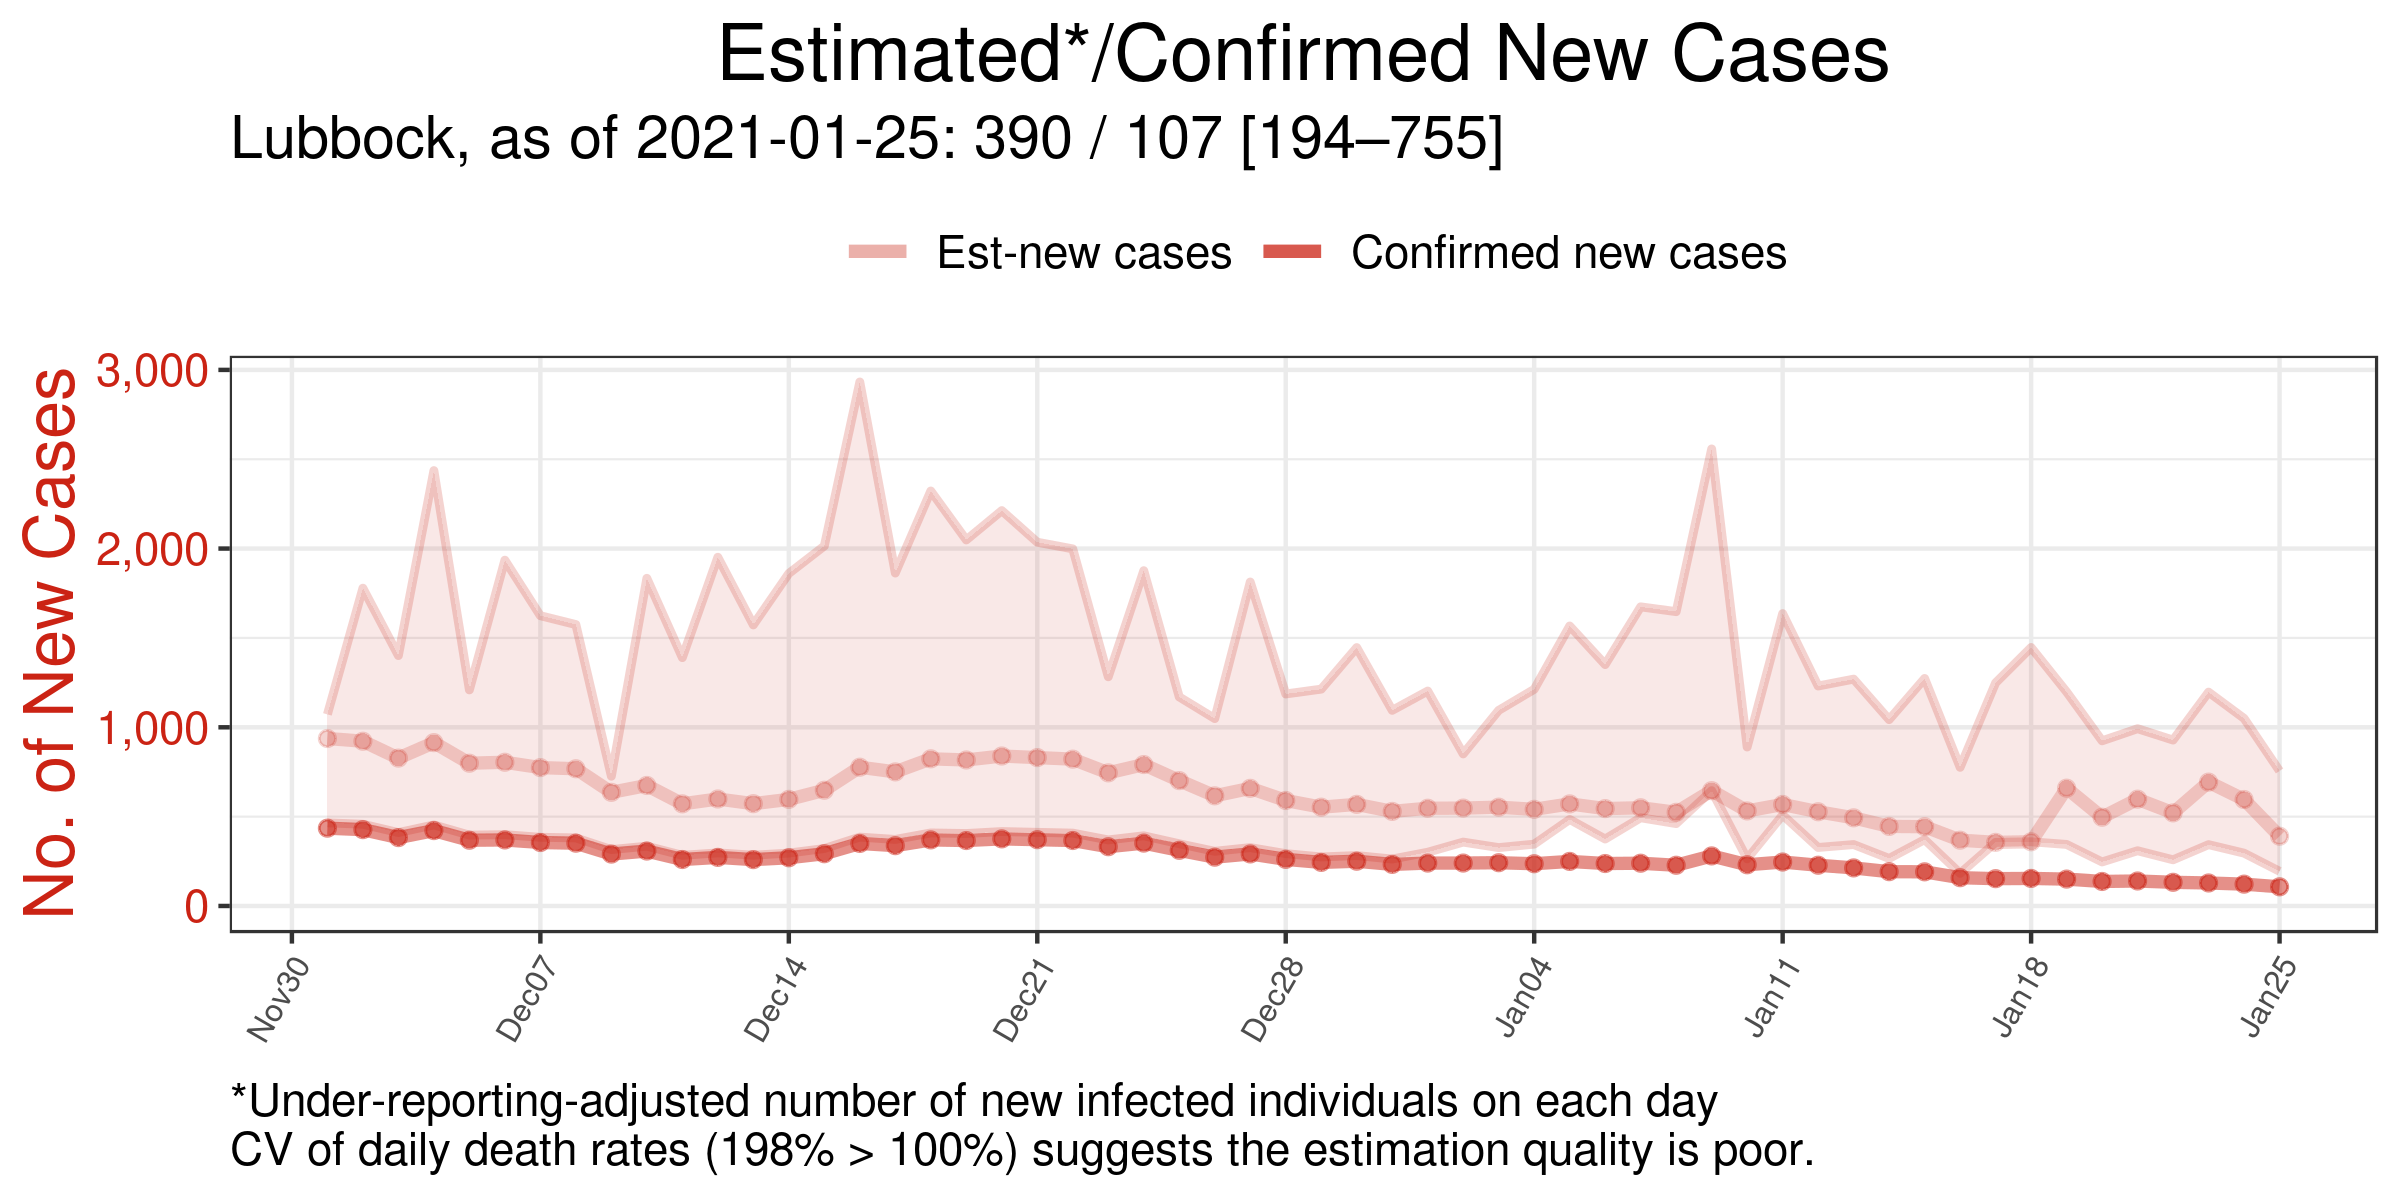 Estimated*/Confirmed New Cases
Lubbock, as of 2021-01-25: 390 / 107 [194–755]
Est-new cases
Confirmed new cases
No. of New Cases
3,000
2,000
1,000
0
Nov30
Dec07
Dec14
Dec21
Dec28
Jan04
Jan11
Jan18
Jan25
*Under-reporting-adjusted number of new infected individuals on each day
CV of daily death rates (198% > 100%) suggests the estimation quality is poor.